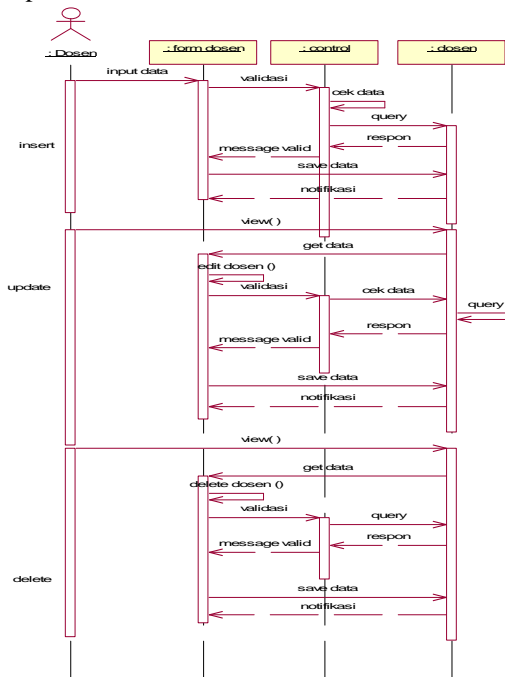 : Dosen
: form dosen
: control
: dosen
input data
validasi
cek data
query
respon
insert
message valid
save data
notifikasi
view( )
get data
edit dosen ()
update
validasi
cek data
query
respon
message valid
save data
notifikasi
view( )
get data
delete dosen ()
validasi
query
respon
message valid
delete
save data
notifikasi